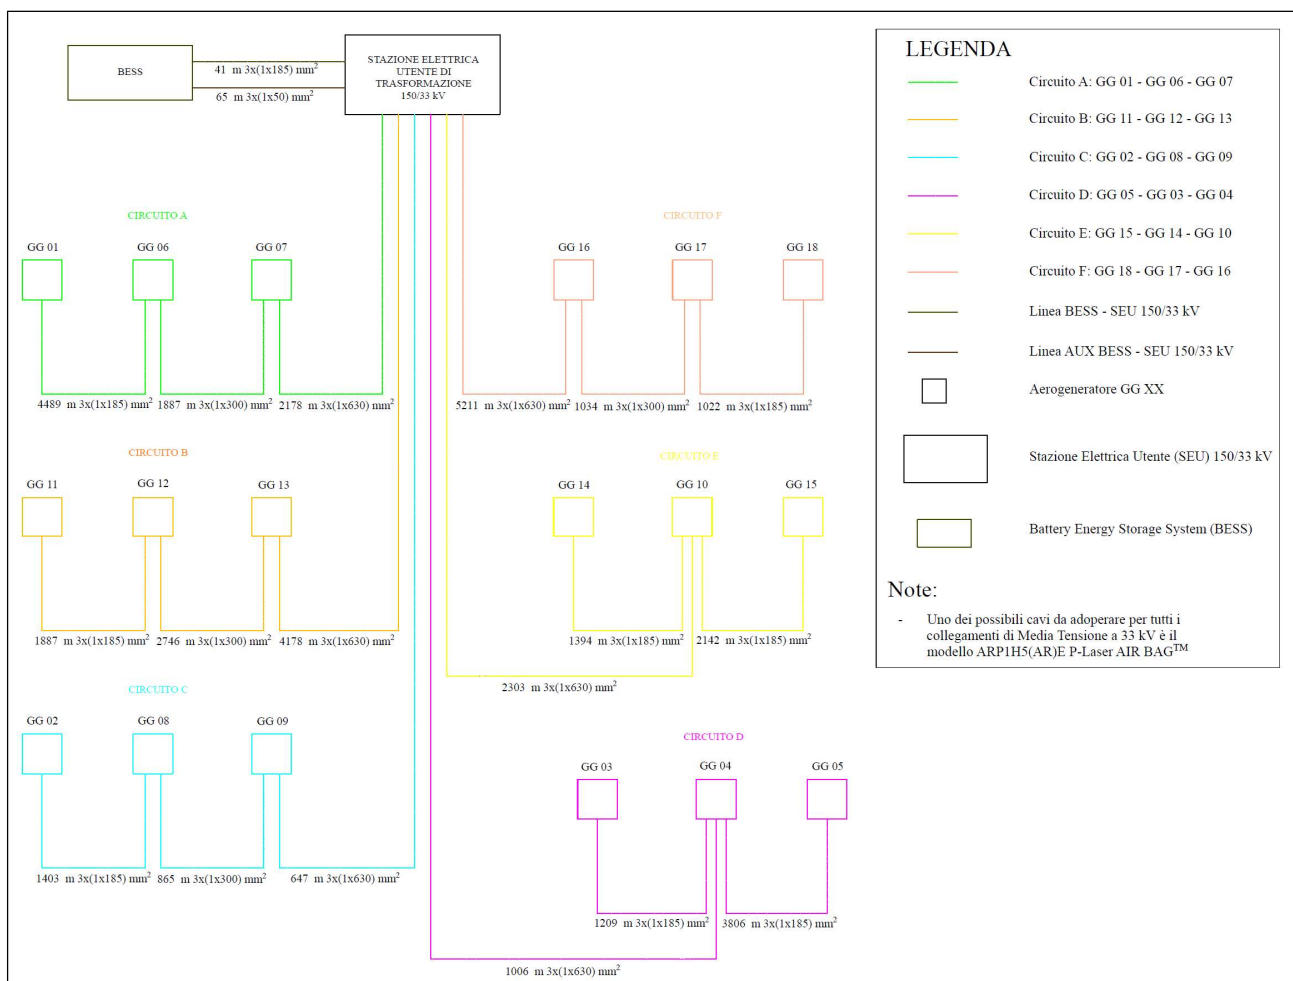 BESS
41 m 3x(1x185) mm²
65 m 3x(1x50) mm²
STAZIONE ELETTRICA
UTENTE DI
TRASFORMAZIONE
150/33 kV
CIRCUITO A
GG 01
GG 06
GG 07
4489 m 3x(1x185) mm²
1887 m 3x(1x300) mm²
2178 m 3x(1x630) mm²
CIRCUITO F
GG 16
GG 17
GG 18
5211 m 3x(1x630) mm²
1034 m 3x(1x300) mm²
1022 m 3x(1x185) mm²
CIRCUITO B
GG 11
GG 12
GG 13
1887 m 3x(1x185) mm²
2746 m 3x(1x300) mm²
4178 m 3x(1x630) mm²
CIRCUITO E
GG 14
GG 10
GG 15
1394 m 3x(1x185) mm²
2142 m 3x(1x185) mm²
2303 m 3x(1x630) mm²
CIRCUITO C
GG 02
GG 08
GG 09
1403 m 3x(1x185) mm²
865 m 3x(1x300) mm²
647 m 3x(1x630) mm²
CIRCUITO D
GG 03
GG 04
GG 05
1209 m 3x(1x185) mm²
3806 m 3x(1x185) mm²
1006 m 3x(1x630) mm²
LEGENDA
Circuito A: GG 01 - GG 06 - GG 07
Circuito B: GG 11 - GG 12 - GG 13
Circuito C: GG 02 - GG 08 - GG 09
Circuito D: GG 05 - GG 03 - GG 04
Circuito E: GG 15 - GG 14 - GG 10
Circuito F: GG 18 - GG 17 - GG 16
Linea BESS - SEU 150/33 kV
Linea AUX BESS - SEU 150/33 kV
Aerogeneratore GG XX
Stazione Elettrica Utente (SEU) 150/33 kV
Battery Energy Storage System (BESS)
Note:
- Uno dei possibili cavi da adoperare per tutti i
collegamenti di Media Tensione a 33 kV è il
modello ARP1H5(AR)E P-Laser AIR BAG™